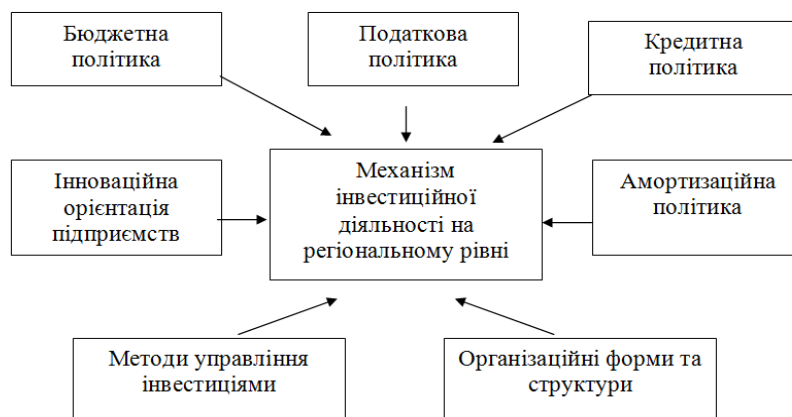 Бюджетна
політика
Податкова
політика
Кредитна
політика
Інноваційна
орієнтація
підприємств
Механізм
інвестиційної
діяльності на
регіональному рівні
Амортизаційна
політика
Методи управління
інвестиціями
Організаційні форми та
структури